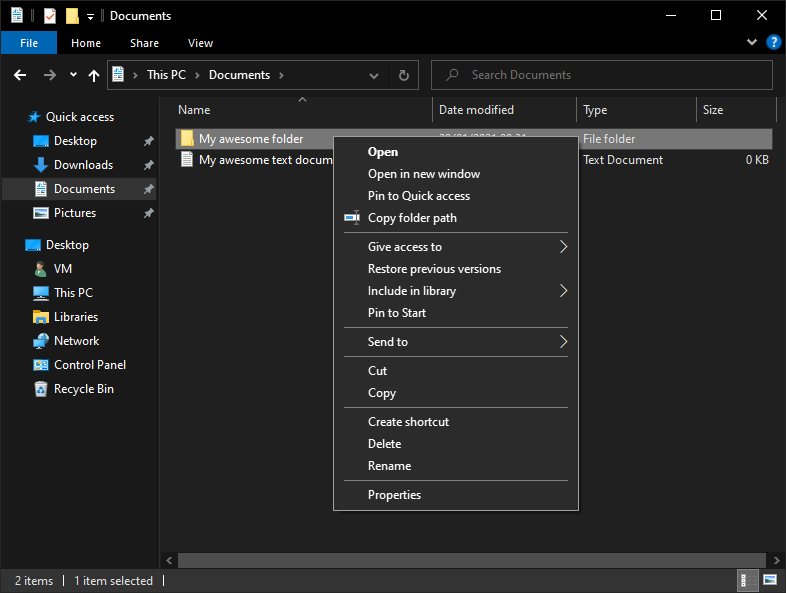 Documents
File Home Share View
This PC Documents Search Documents
Name Date modified Type Size
Quick access
Desktop
Downloads
Documents
Pictures
Desktop
VM
This PC
Libraries
Network
Control Panel
Recycle Bin
My awesome folder File folder
My awesome text docum Text Document 0 KB
Open
Open in new window
Pin to Quick access
Copy folder path
Give access to
Restore previous versions
Include in library
Pin to Start
Send to
Cut
Copy
Create shortcut
Delete
Rename
Properties
2 items 1 item selected